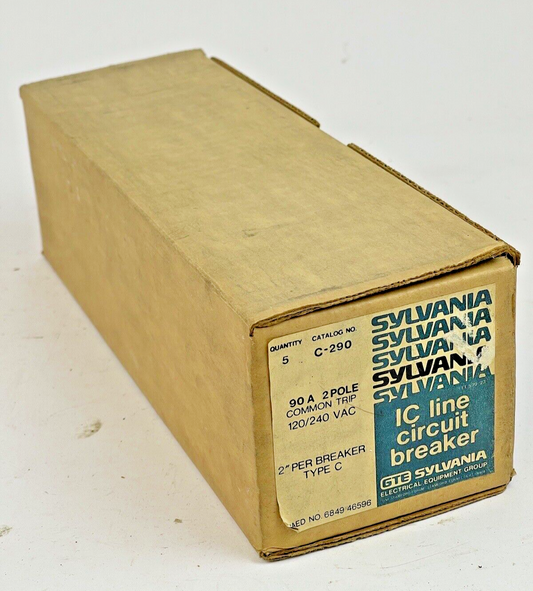 QUANTITY
5
CATALOG NO.
C-290
90 A 2 POLE
COMMON TRIP
120/240 VAC
2" PER BREAKER
TYPE C
AED NO. 6849 46596
SYLVANIA
SYLVANIA
SYLVANIA
SYLVANIA
SYLVANIA
IC line
circuit
breaker
GTE SYLVANIA
ELECTRICAL EQUIPMENT GROUP